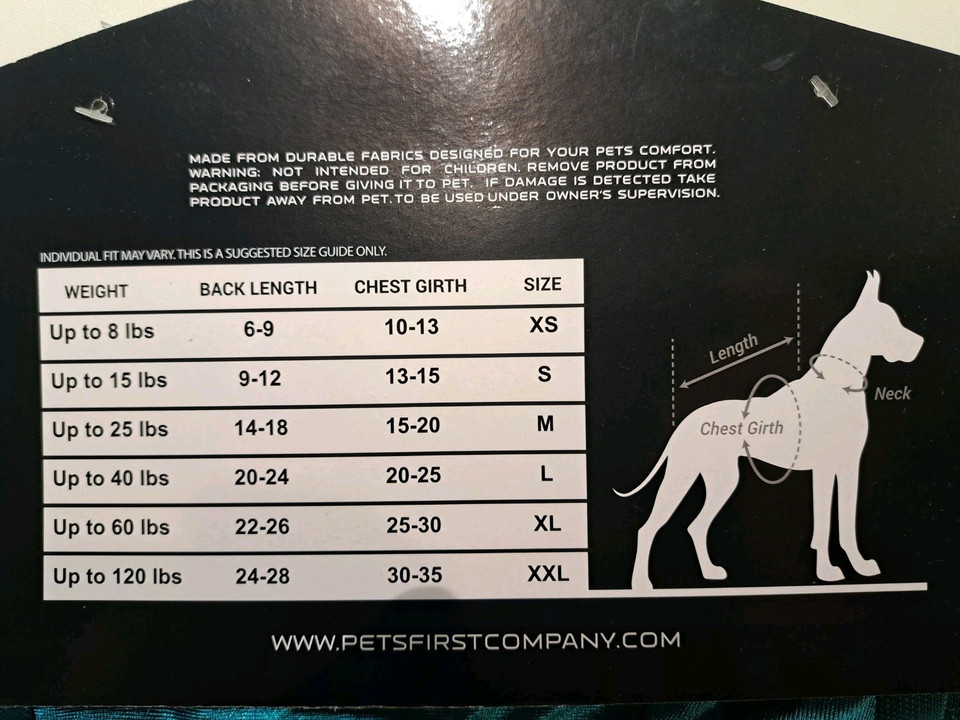 MADE FROM DURABLE FABRICS DESIGNED FOR YOUR PETS COMFORT.
WARNING: NOT INTENDED FOR CHILDREN. REMOVE PRODUCT FROM
PACKAGING BEFORE GIVING IT TO PET. IF DAMAGE IS DETECTED TAKE
PRODUCT AWAY FROM PET. TO BE USED UNDER OWNER'S SUPERVISION.
INDIVIDUAL FIT MAY VARY. THIS IS A SUGGESTED SIZE GUIDE ONLY.
WEIGHT BACK LENGTH CHEST GIRTH SIZE
Up to 8 lbs 6-9 10-13 XS
Up to 15 lbs 9-12 13-15 S
Up to 25 lbs 14-18 15-20 M
Up to 40 lbs 20-24 20-25 L
Up to 60 lbs 22-26 25-30 XL
Up to 120 lbs 24-28 30-35 XXL
Length
Neck
Chest Girth
WWW.PETSFIRSTCOMPANY.COM